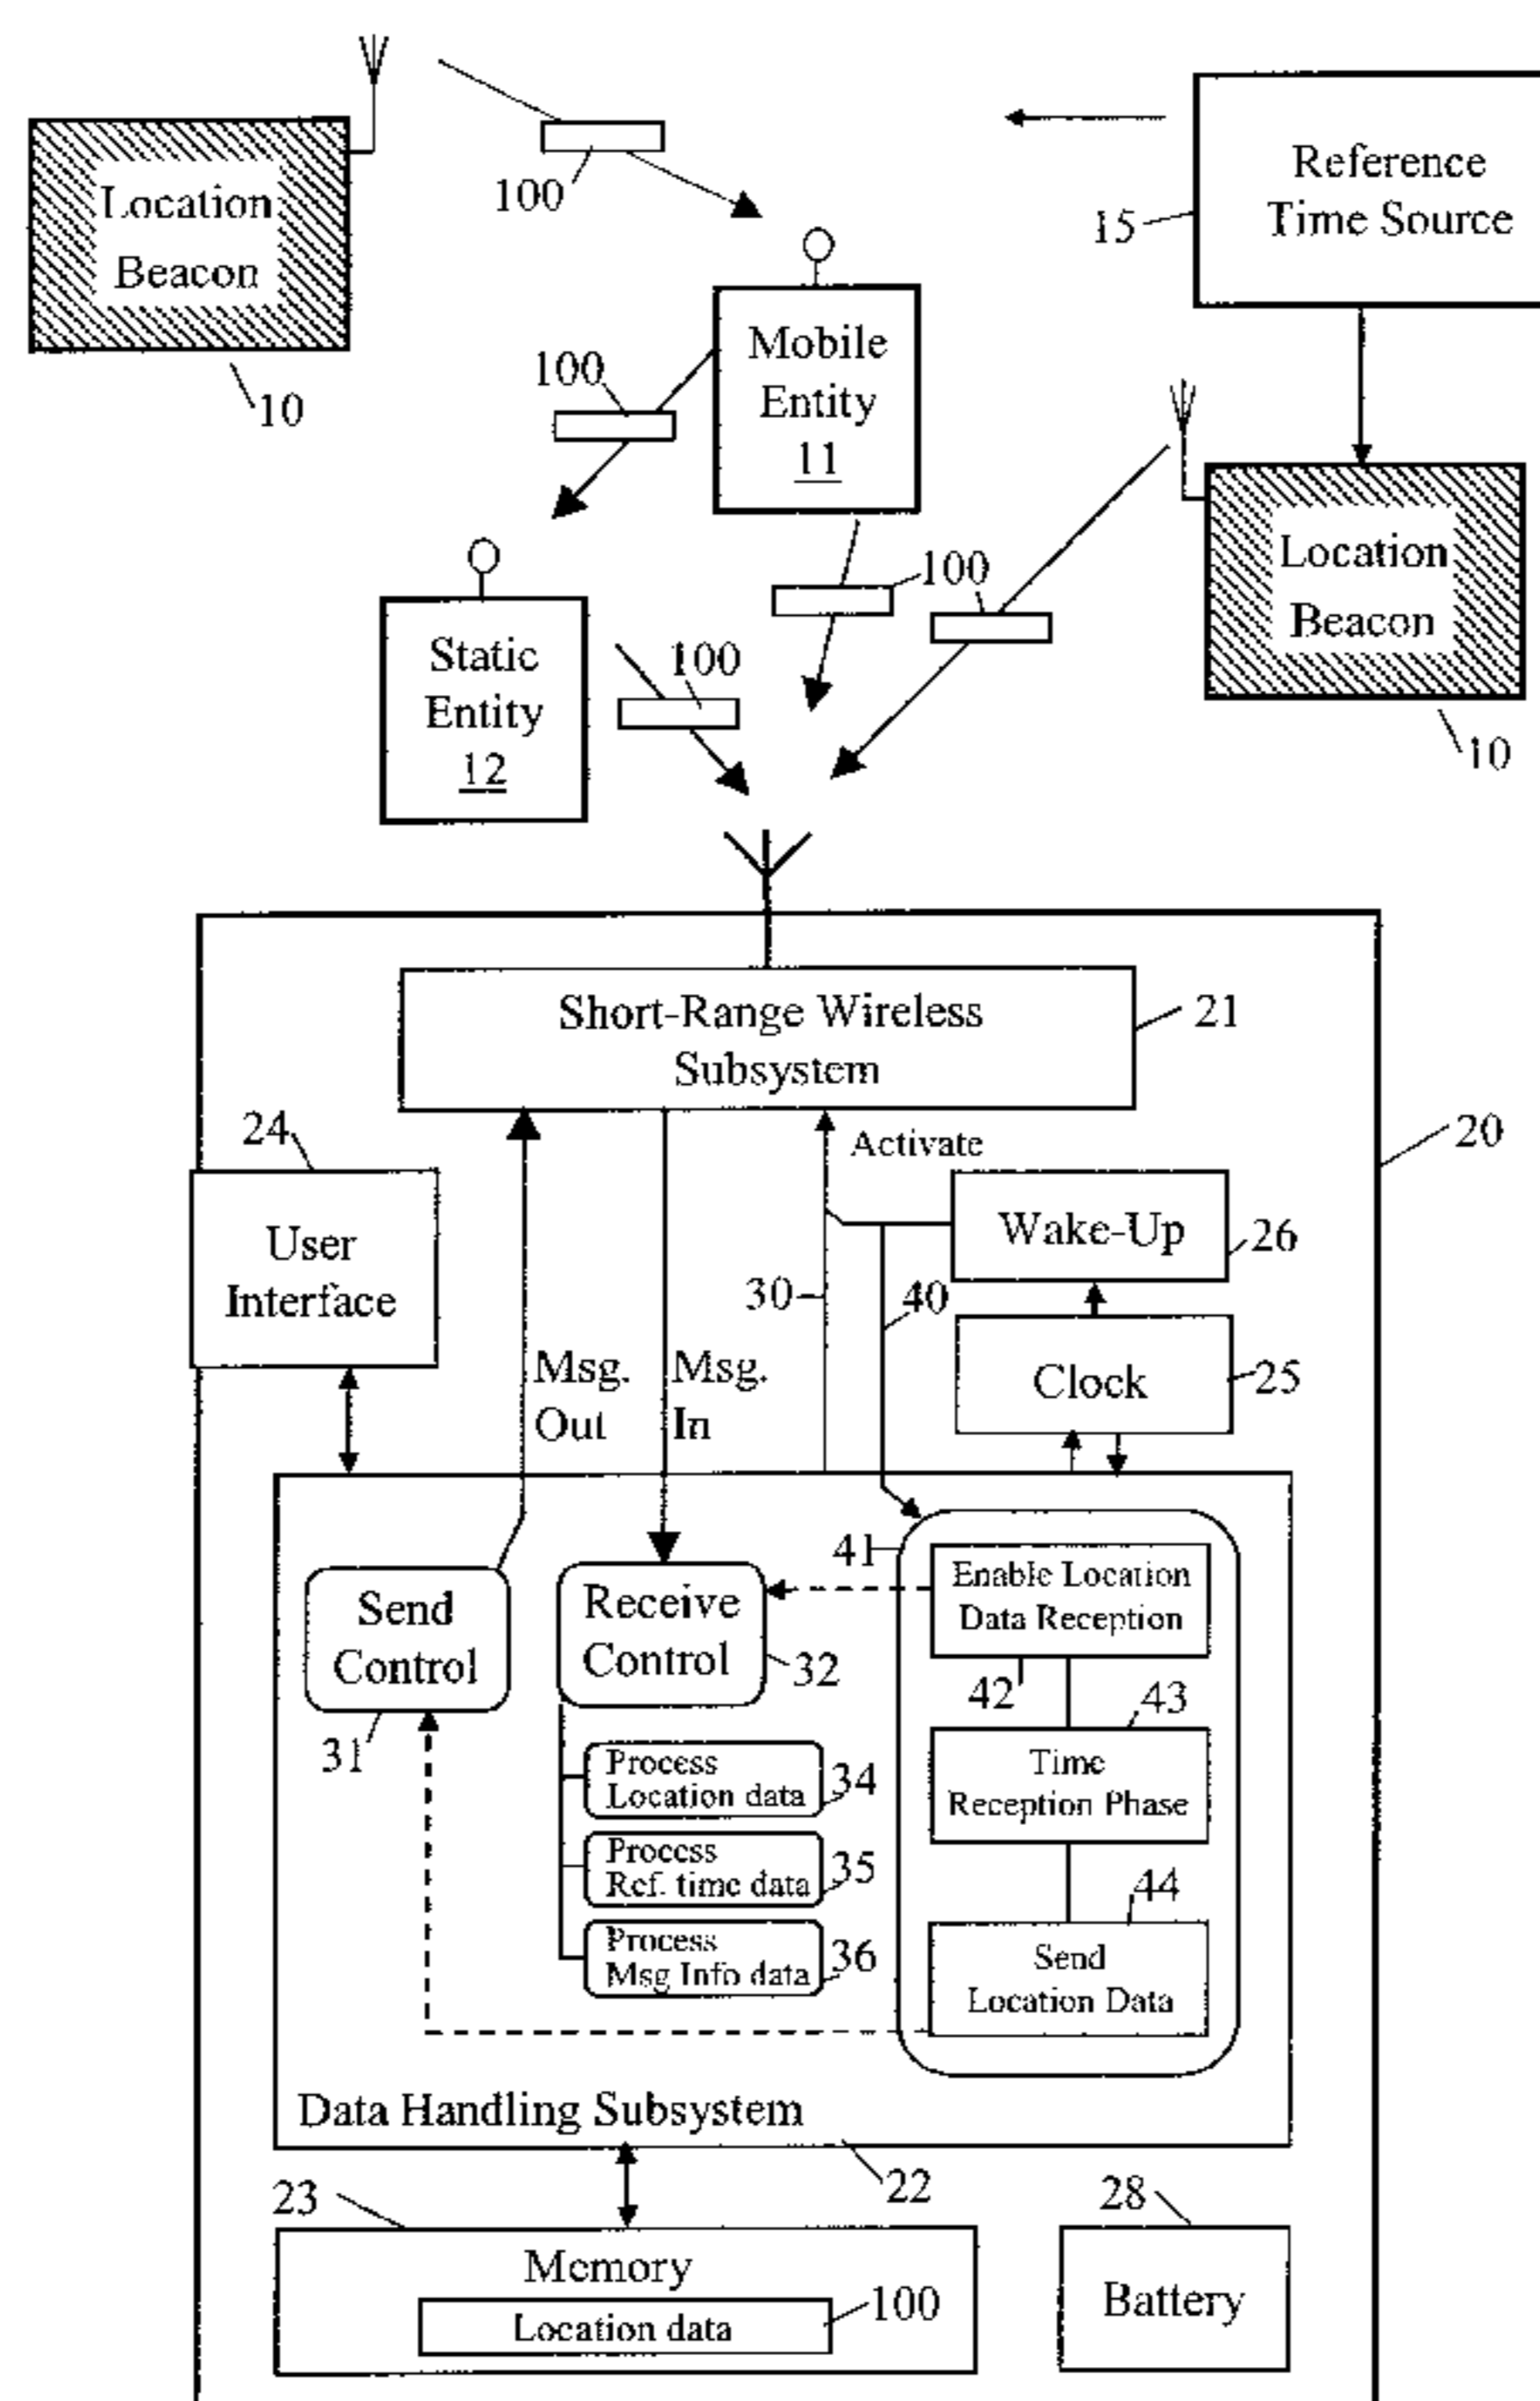 Location
Beacon
10
100
Reference
Time Source
15
Mobile
Entity
11
100
Location
Beacon
10
100
Static
Entity
12
100
Short-Range Wireless
Subsystem
21
20
24
User
Interface
Activate
Wake-Up
26
30
40
Clock
25
Msg.
Out
Msg.
In
41
Enable Location
Data Reception
42
Send
Control
31
Receive
Control
32
43
Time
Reception Phase
Process
Location data
34
Process
Ref. time data
35
Process
Msg Info data
36
44
Send
Location Data
Data Handling Subsystem
22
23
Memory
Location data
100
28
Battery